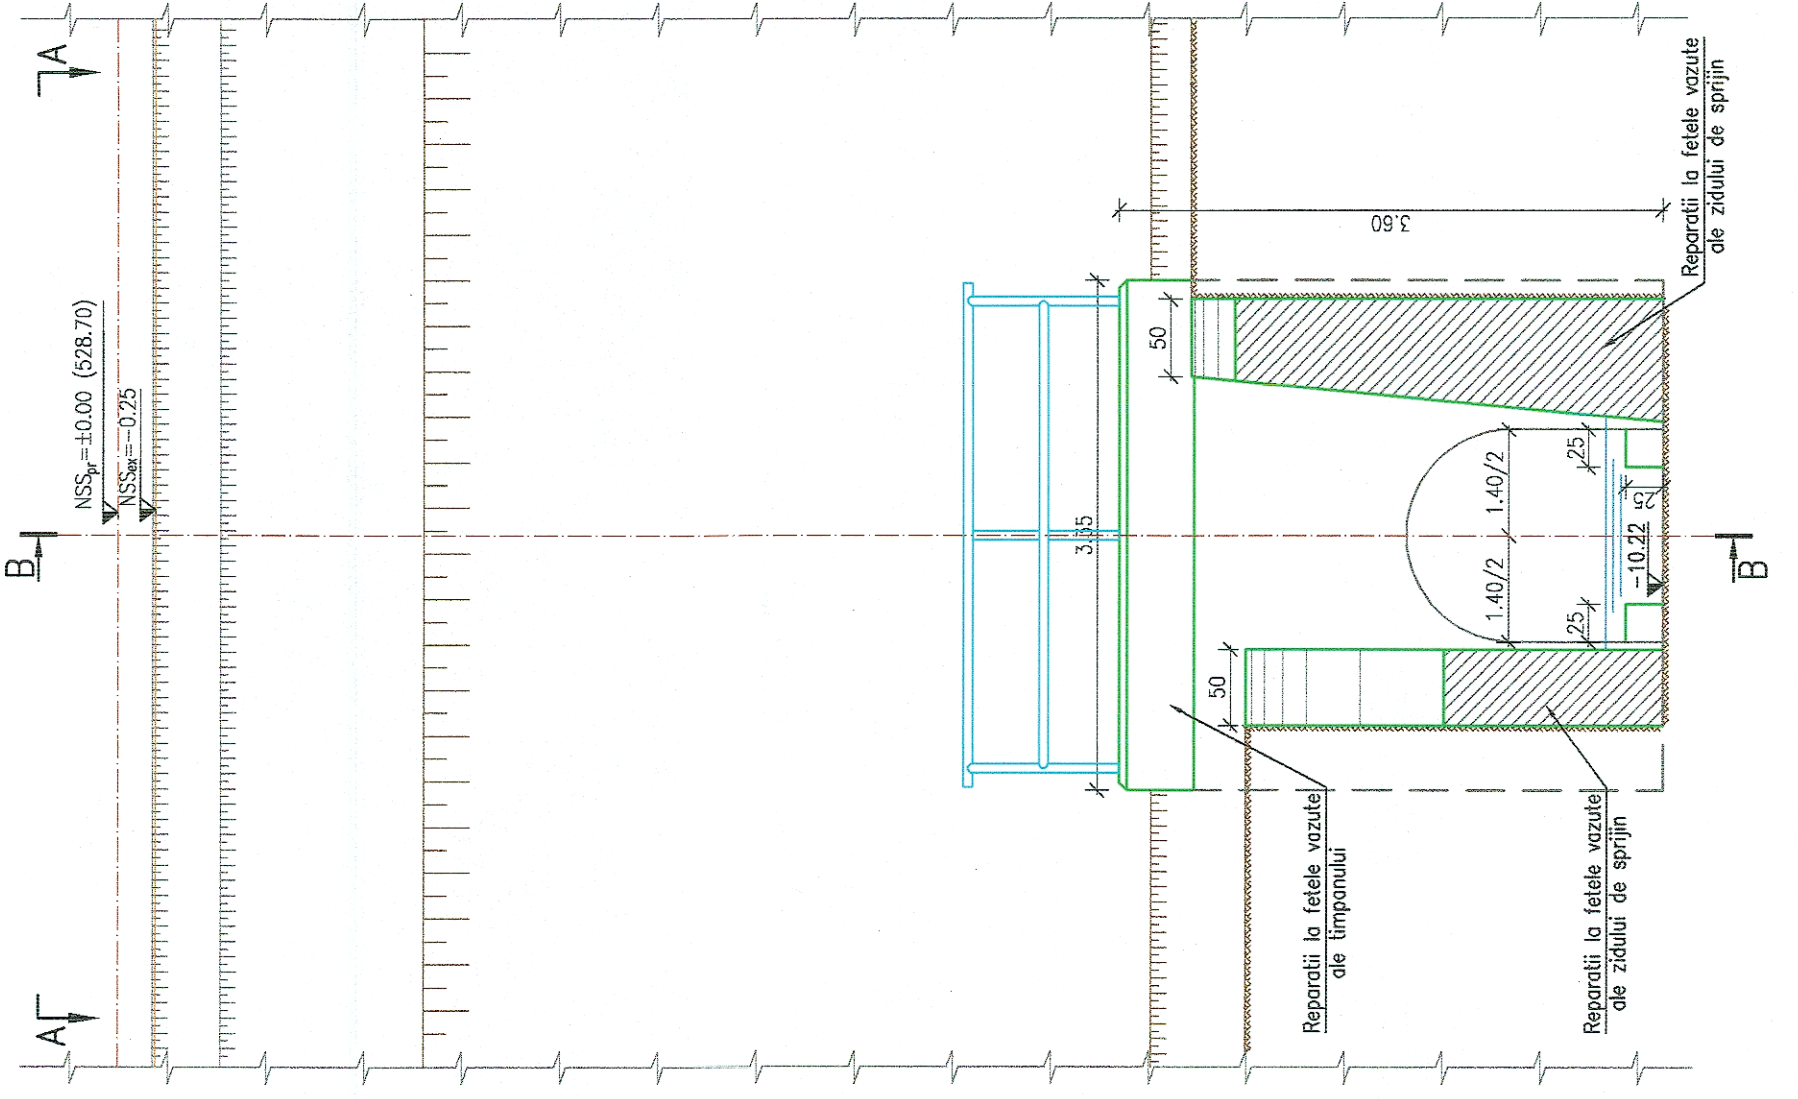 A
A
B
B
NSSpr=±0.00 (528.70)
NSSex=-0.25
3.60
50
50
1.40/2
1.40/2
25
25
25
-10.22
Reparatii la fetele vazute
ale zidului de sprijin
Reparatii la fetele vazute
ale timpanului
Reparatii la fetele vazute
ale zidului de sprijin